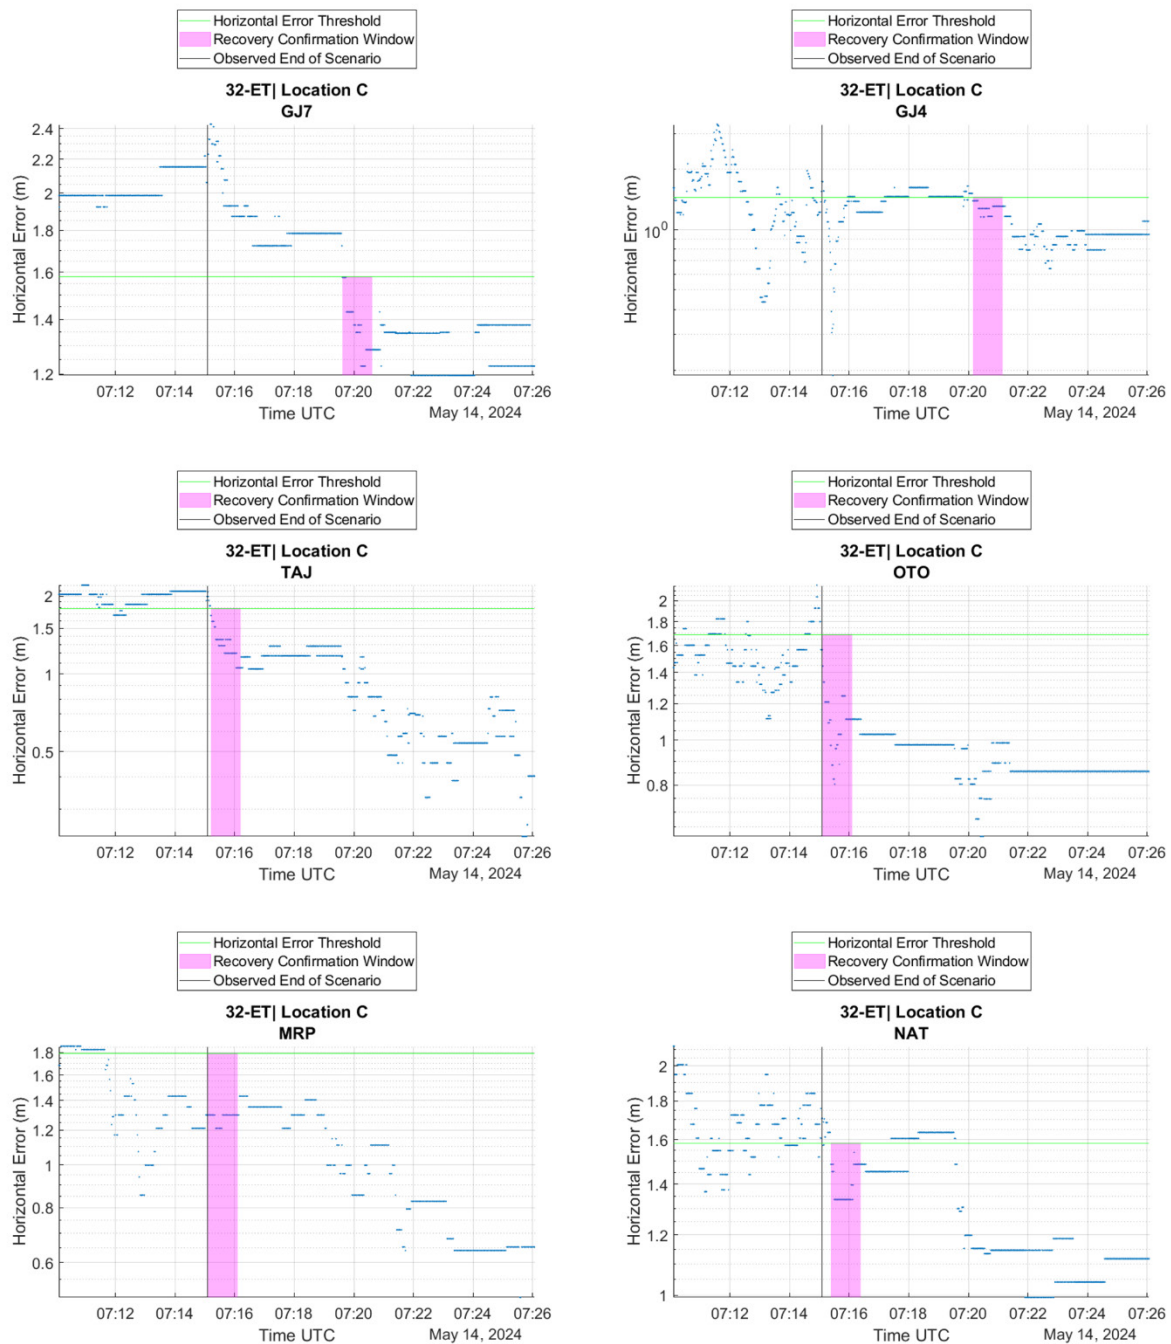 Horizontal Error Threshold
Recovery Confirmation Window
Observed End of Scenario
32-ET| Location C
GJ7
Horizontal Error (m)
2.4
2.2
2
1.8
1.6
1.4
1.2
07:12 07:14 07:16 07:18 07:20 07:22 07:24 07:26
Time UTC
May 14, 2024
Horizontal Error Threshold
Recovery Confirmation Window
Observed End of Scenario
32-ET| Location C
GJ4
Horizontal Error (m)
10⁰
07:12 07:14 07:16 07:18 07:20 07:22 07:24 07:26
Time UTC
May 14, 2024
Horizontal Error Threshold
Recovery Confirmation Window
Observed End of Scenario
32-ET| Location C
TAJ
Horizontal Error (m)
2
1.5
1
0.5
07:12 07:14 07:16 07:18 07:20 07:22 07:24 07:26
Time UTC
May 14, 2024
Horizontal Error Threshold
Recovery Confirmation Window
Observed End of Scenario
32-ET| Location C
OTO
Horizontal Error (m)
2
1.8
1.6
1.4
1.2
1
0.8
07:12 07:14 07:16 07:18 07:20 07:22 07:24 07:26
Time UTC
May 14, 2024
Horizontal Error Threshold
Recovery Confirmation Window
Observed End of Scenario
32-ET| Location C
MRP
Horizontal Error (m)
1.8
1.6
1.4
1.2
1
0.8
0.6
07:12 07:14 07:16 07:18 07:20 07:22 07:24 07:26
Time UTC
May 14, 2024
Horizontal Error Threshold
Recovery Confirmation Window
Observed End of Scenario
32-ET| Location C
NAT
Horizontal Error (m)
2
1.8
1.6
1.4
1.2
1
07:12 07:14 07:16 07:18 07:20 07:22 07:24 07:26
Time UTC
May 14, 2024